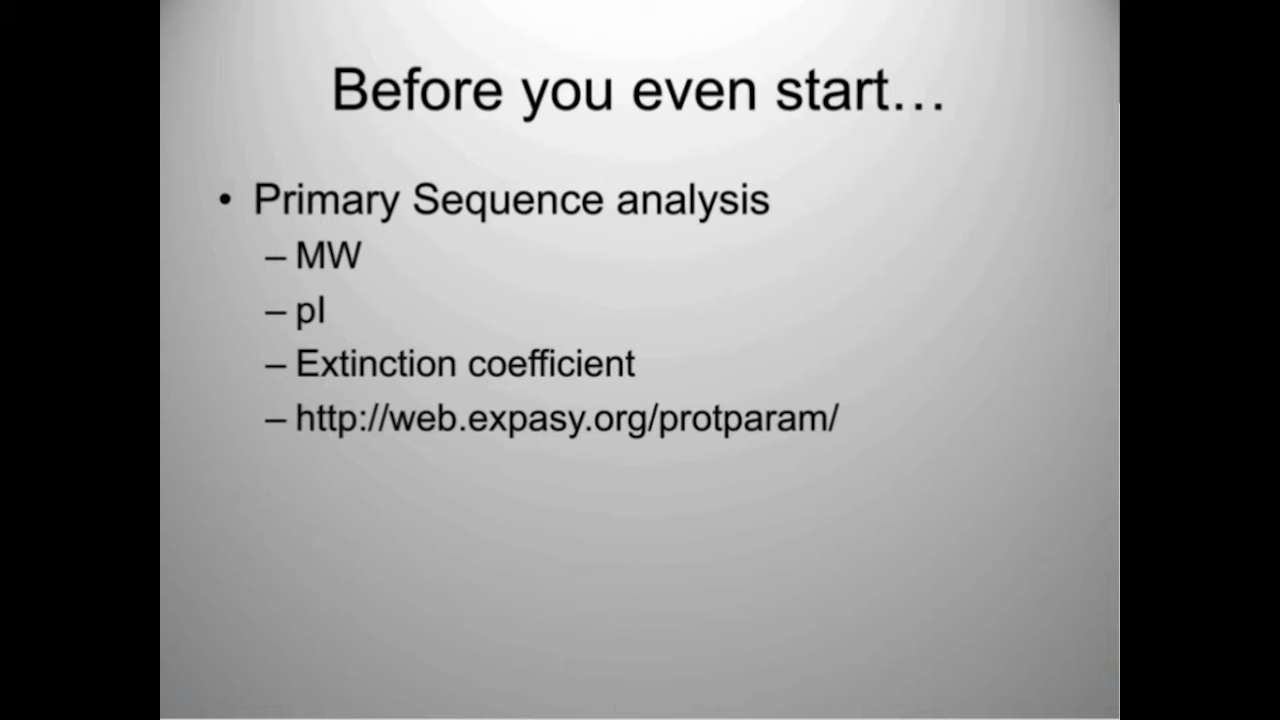 Before you even start…
• Primary Sequence analysis
– MW
– pI
– Extinction coefficient
– http://web.expasy.org/protparam/